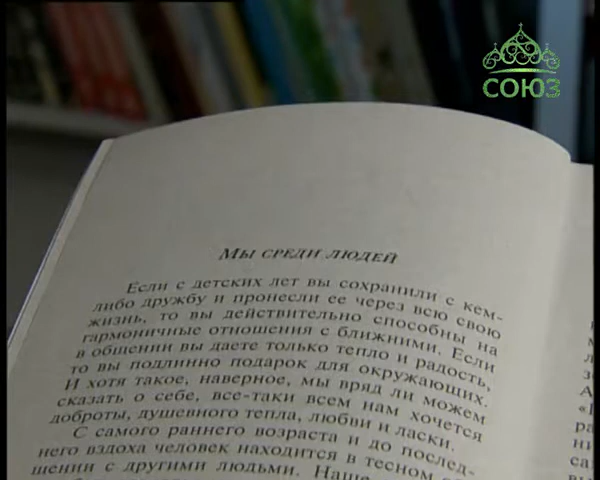 СОЮЗ
Мы среди людей
Если с детских лет вы сохранили с кем-
либо дружбу и пронесли ее через всю свою
жизнь, то вы действительно способны на
гармоничные отношения с ближними. Если
в общении вы даете только тепло и радость,
то вы подлинно подарок для окружающих.
И хотя такое, наверное, мы вряд ли можем
сказать о себе, все-таки всем нам хочется
доброты, душевного тепла, любви и ласки.
С самого раннего возраста и до послед-
него вздоха человек находится в тесном
шении с другими людьми. Наше